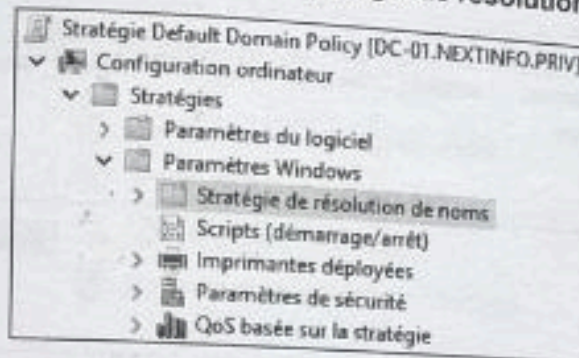 résolution
Stratégie Default Domain Policy [DC-01.NEXTINFO.PRIV]
Configuration ordinateur
Stratégies
Paramètres du logiciel
Paramètres Windows
Stratégie de résolution de noms
Scripts (démarrage/arrêt)
Imprimantes déployées
Paramètres de sécurité
QoS basée sur la stratégie